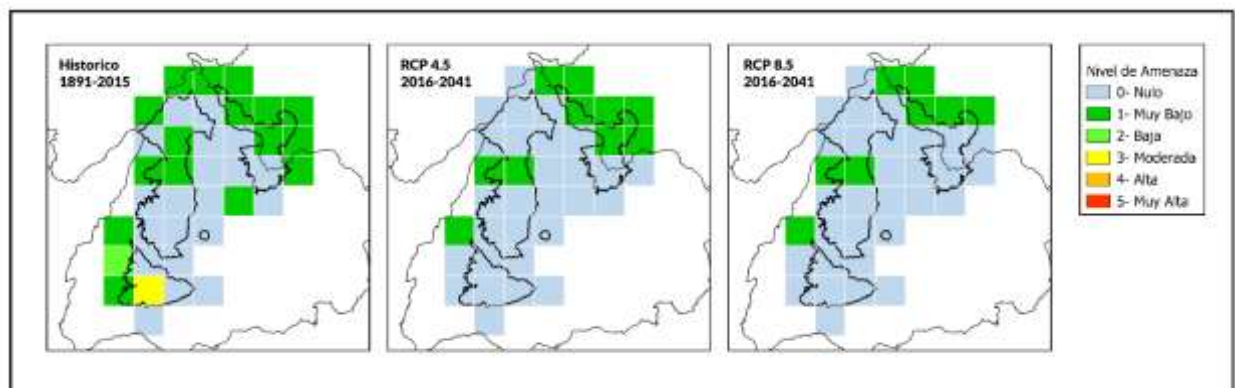 Historico
1891-2015
RCP 4.5
2016-2041
RCP 8.5
2016-2041
Nivel de Amenaza
0- Nulo
1- Muy Bajo
2- Baja
3- Moderada
4- Alta
5- Muy Alta